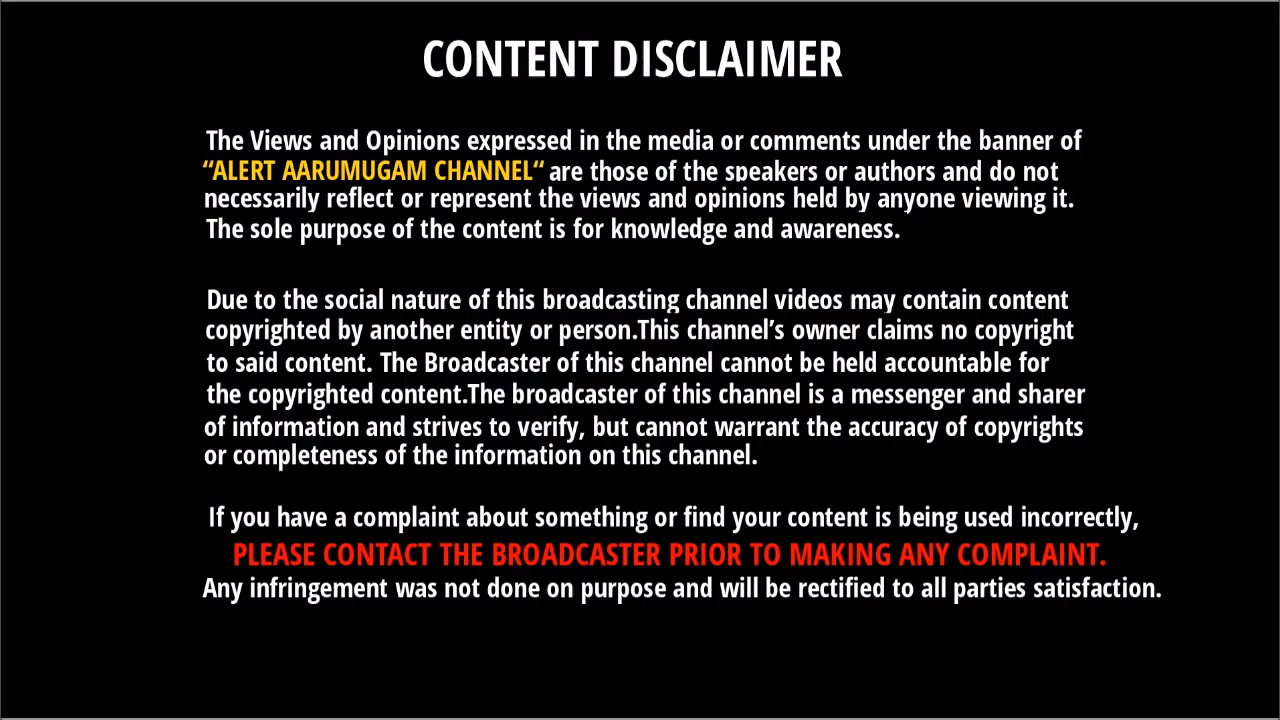 CONTENT DISCLAIMER
The Views and Opinions expressed in the media or comments under the banner of
“ALERT AARUMUGAM CHANNEL“ are those of the speakers or authors and do not
necessarily reflect or represent the views and opinions held by anyone viewing it.
The sole purpose of the content is for knowledge and awareness.
Due to the social nature of this broadcasting channel videos may contain content
copyrighted by another entity or person.This channel’s owner claims no copyright
to said content. The Broadcaster of this channel cannot be held accountable for
the copyrighted content.The broadcaster of this channel is a messenger and sharer
of information and strives to verify, but cannot warrant the accuracy of copyrights
or completeness of the information on this channel.
If you have a complaint about something or find your content is being used incorrectly,
PLEASE CONTACT THE BROADCASTER PRIOR TO MAKING ANY COMPLAINT.
Any infringement was not done on purpose and will be rectified to all parties satisfaction.